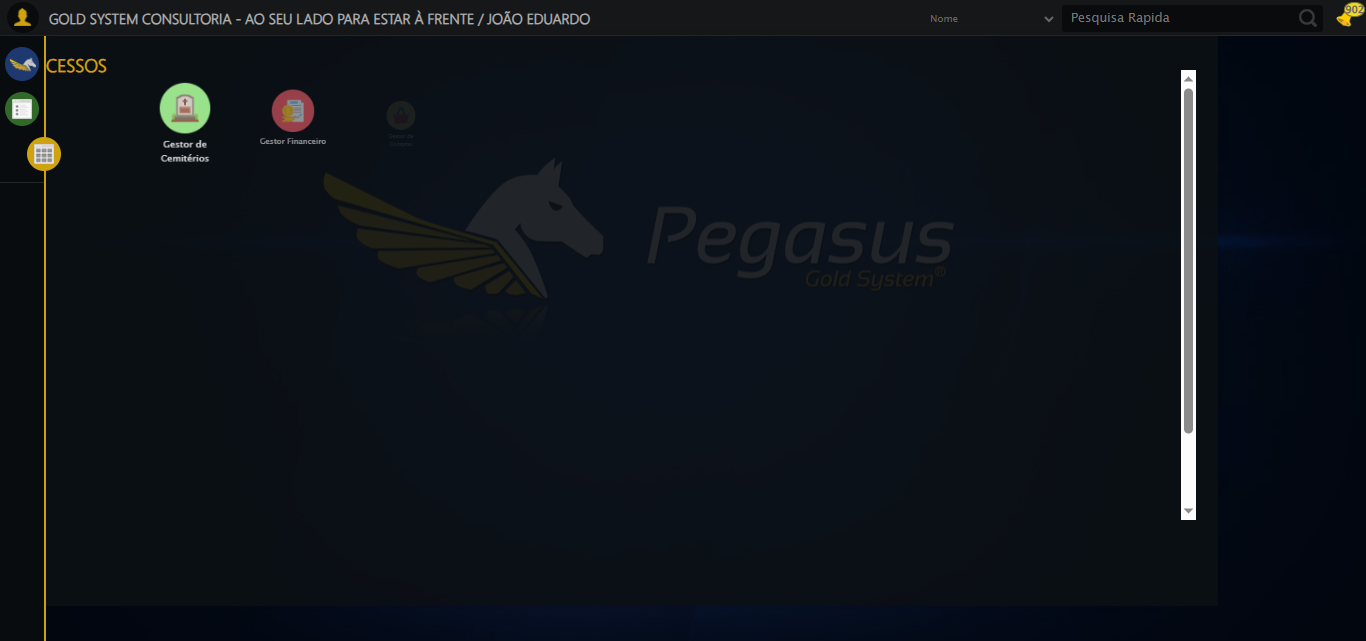 GOLD SYSTEM CONSULTORIA - AO SEU LADO PARA ESTAR À FRENTE / JOÃO EDUARDO
Nome
Pesquisa Rapida
902
CESSOS
Gestor de
Cemitérios
Gestor Financeiro
Pegasus
Gold System®